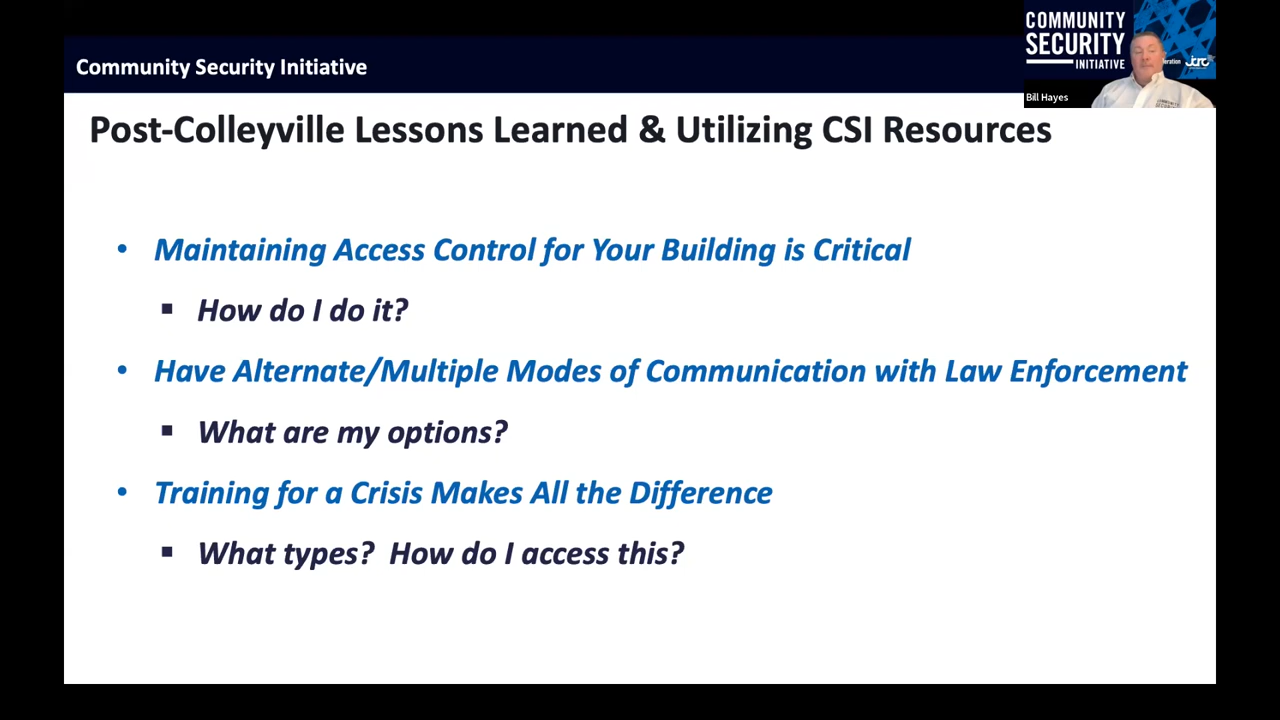 Community Security Initiative
COMMUNITY
SECURITY
INITIATIVE
jcrc
Bill Hayes
Post-Colleyville Lessons Learned & Utilizing CSI Resources
• Maintaining Access Control for Your Building is Critical
▪ How do I do it?
• Have Alternate/Multiple Modes of Communication with Law Enforcement
▪ What are my options?
• Training for a Crisis Makes All the Difference
▪ What types? How do I access this?